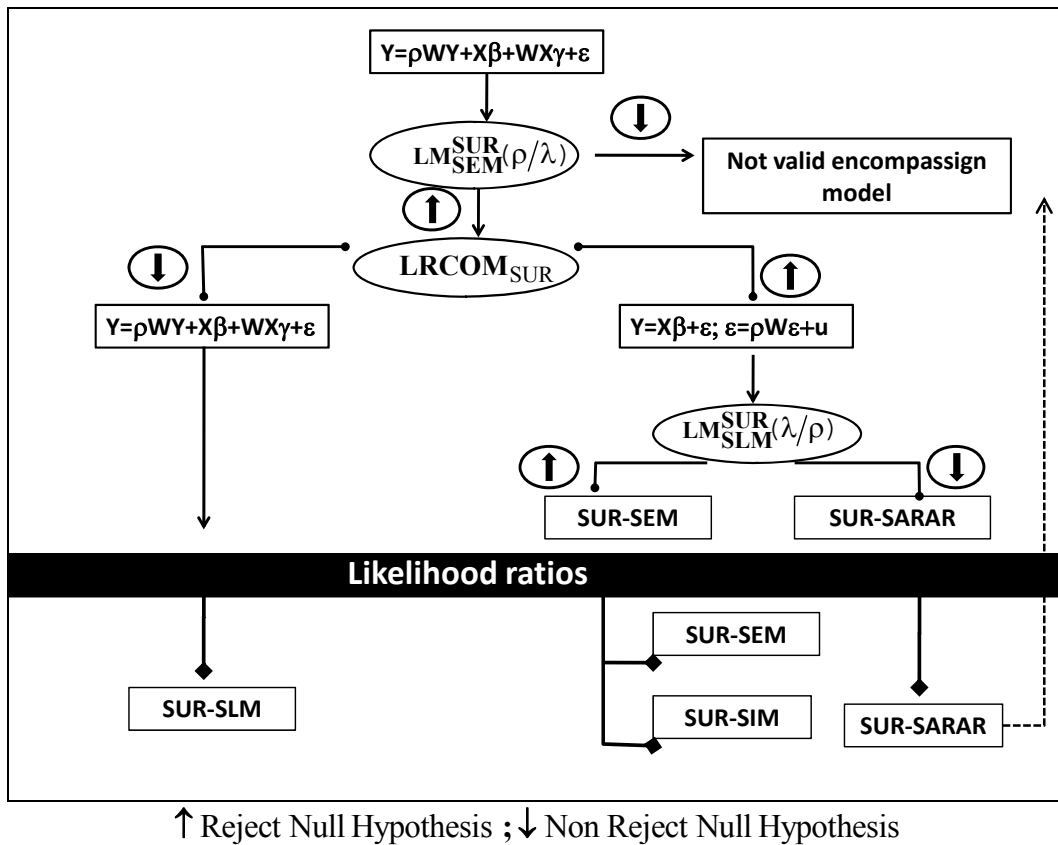 Y=ρWY+Xβ+WXγ+ε
LM^SUR_SEM(ρ/λ)
Not valid encompassign
model
LRCOM_SUR
Y=ρWY+Xβ+WXγ+ε
Y=Xβ+ε; ε=ρWε+u
LM^SUR_SLM(λ/ρ)
SUR-SEM
SUR-SARAR
Likelihood ratios
SUR-SEM
SUR-SLM
SUR-SIM
SUR-SARAR
↑ Reject Null Hypothesis ; ↓ Non Reject Null Hypothesis